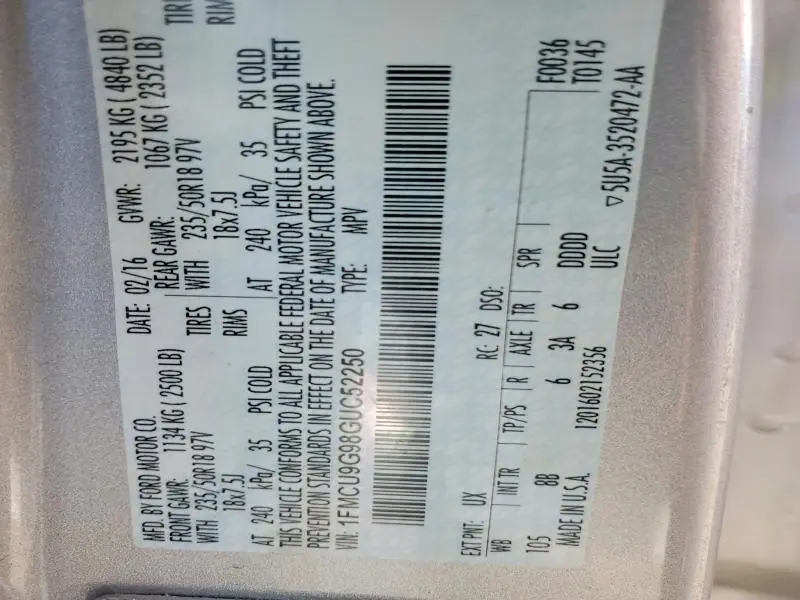 MFD. BY FORD MOTOR CO. DATE: 02/16 GVWR: 2195 KG ( 4840 LB)
FRONT GAWR: 1134 KG ( 2500 LB) REAR GAWR: 1067 KG ( 2352 LB)
WITH 235/50R18 97V TIRES WITH 235/50R18 97V TIRE
18x7.5J RIMS 18x7.5J RIM
AT 240 kPa/ 35 PSI COLD AT 240 kPa/ 35 PSI COLD
THIS VEHICLE CONFORMS TO ALL APPLICABLE FEDERAL MOTOR VEHICLE SAFETY AND THEFT
PREVENTION STANDARDS IN EFFECT ON THE DATE OF MANUFACTURE SHOWN ABOVE.
VIN: 1FMCU9G98GUC52250 TYPE: MPV
EXT PNT: UX RC: 27 DSO:
WB INT TR TP/PS R AXLE TR SPR F0036
105 8B 6 3A 6 DDDD T0145
MADE IN U.S.A. 1201602152356 ULC
▽5U5A-3520472-AA